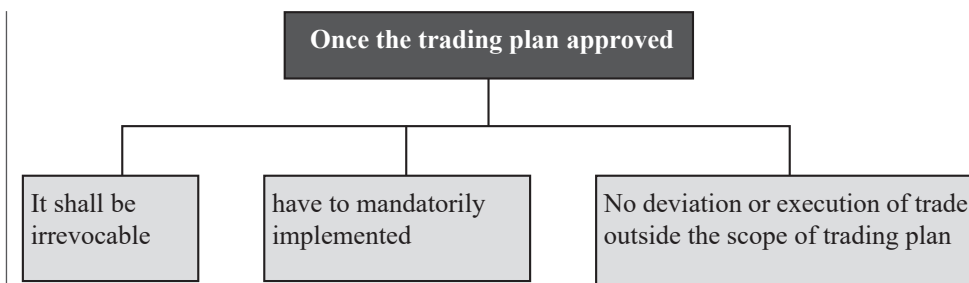 Once the trading plan approved
It shall be
irrevocable
have to mandatorily
implemented
No deviation or execution of trade
outside the scope of trading plan